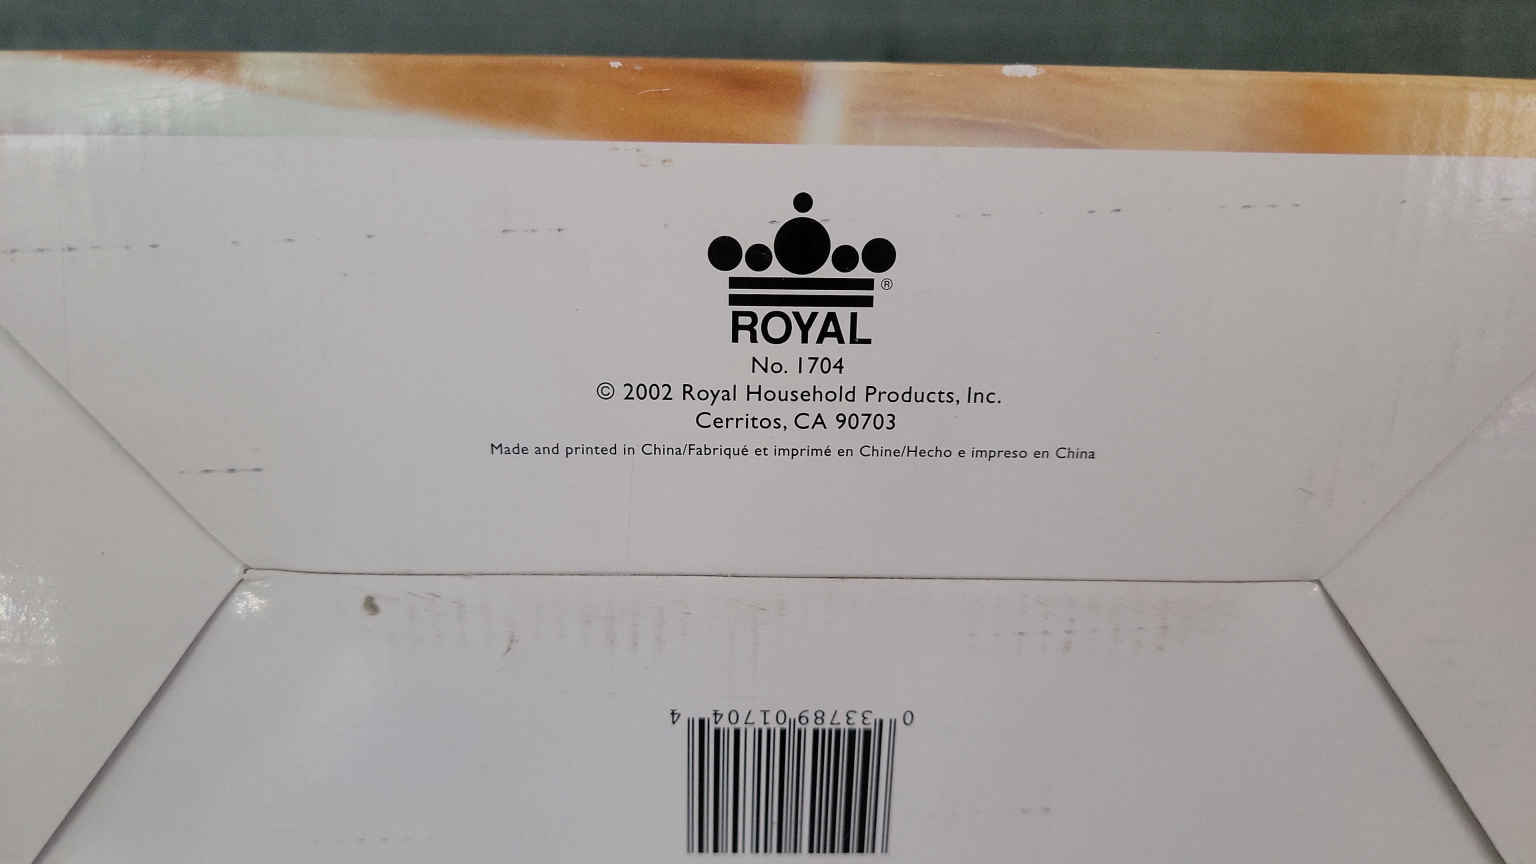 ®
ROYAL
No. 1704
© 2002 Royal Household Products, Inc.
Cerritos, CA 90703
Made and printed in China/Fabriqué et imprimé en Chine/Hecho e impreso en China
0 33789 01704 4